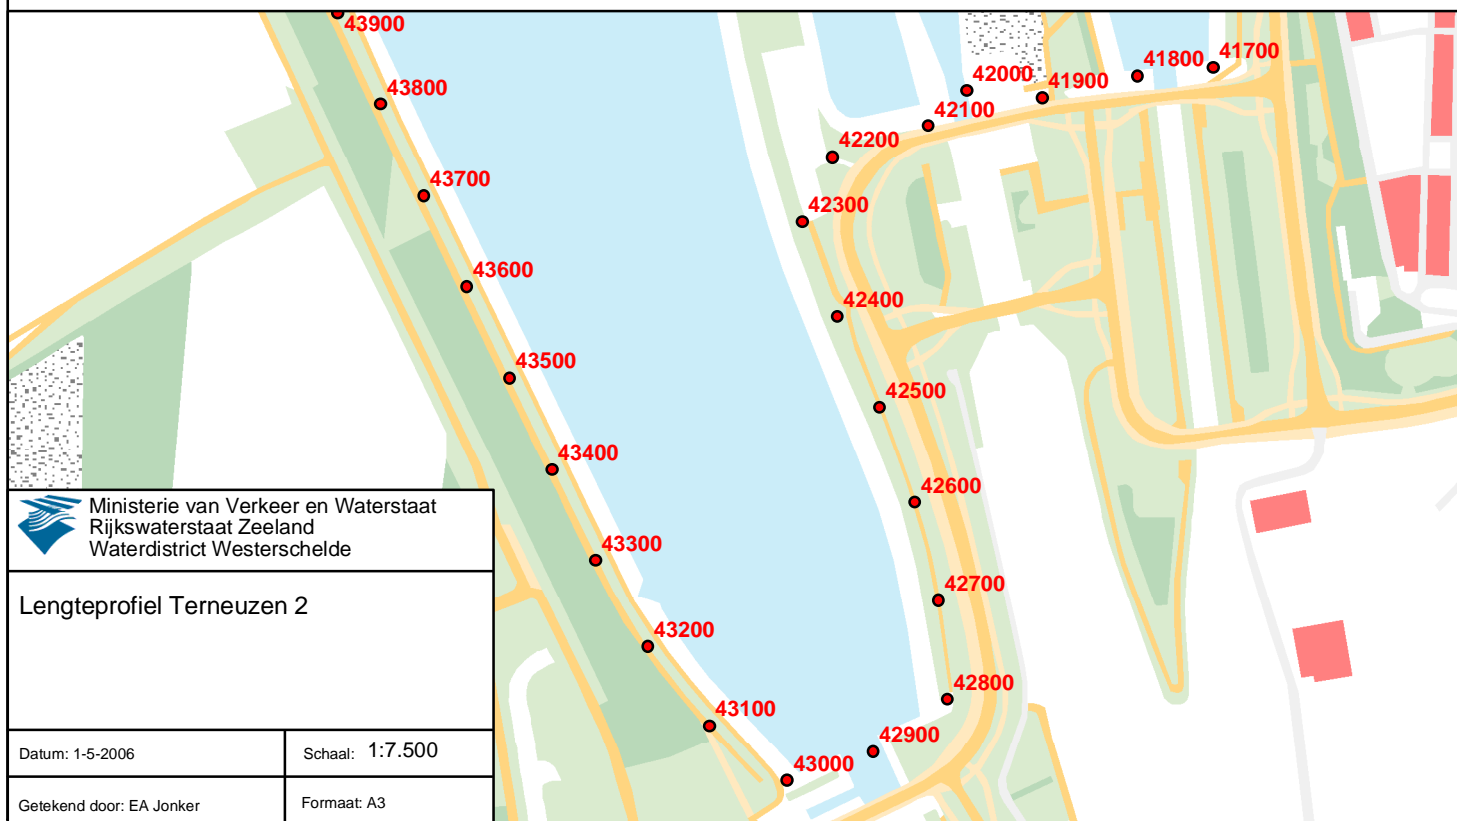 43900
43800
43700
43600
43500
43400
43300
43200
43100
43000
42900
42800
42700
42600
42500
42400
42300
42200
42100
42000
41900
41800
41700
Ministerie van Verkeer en Waterstaat
Rijkswaterstaat Zeeland
Waterdistrict Westerschelde
Lengteprofiel Terneuzen 2
Datum: 1-5-2006
Schaal: 1:7.500
Getekend door: EA Jonker
Formaat: A3